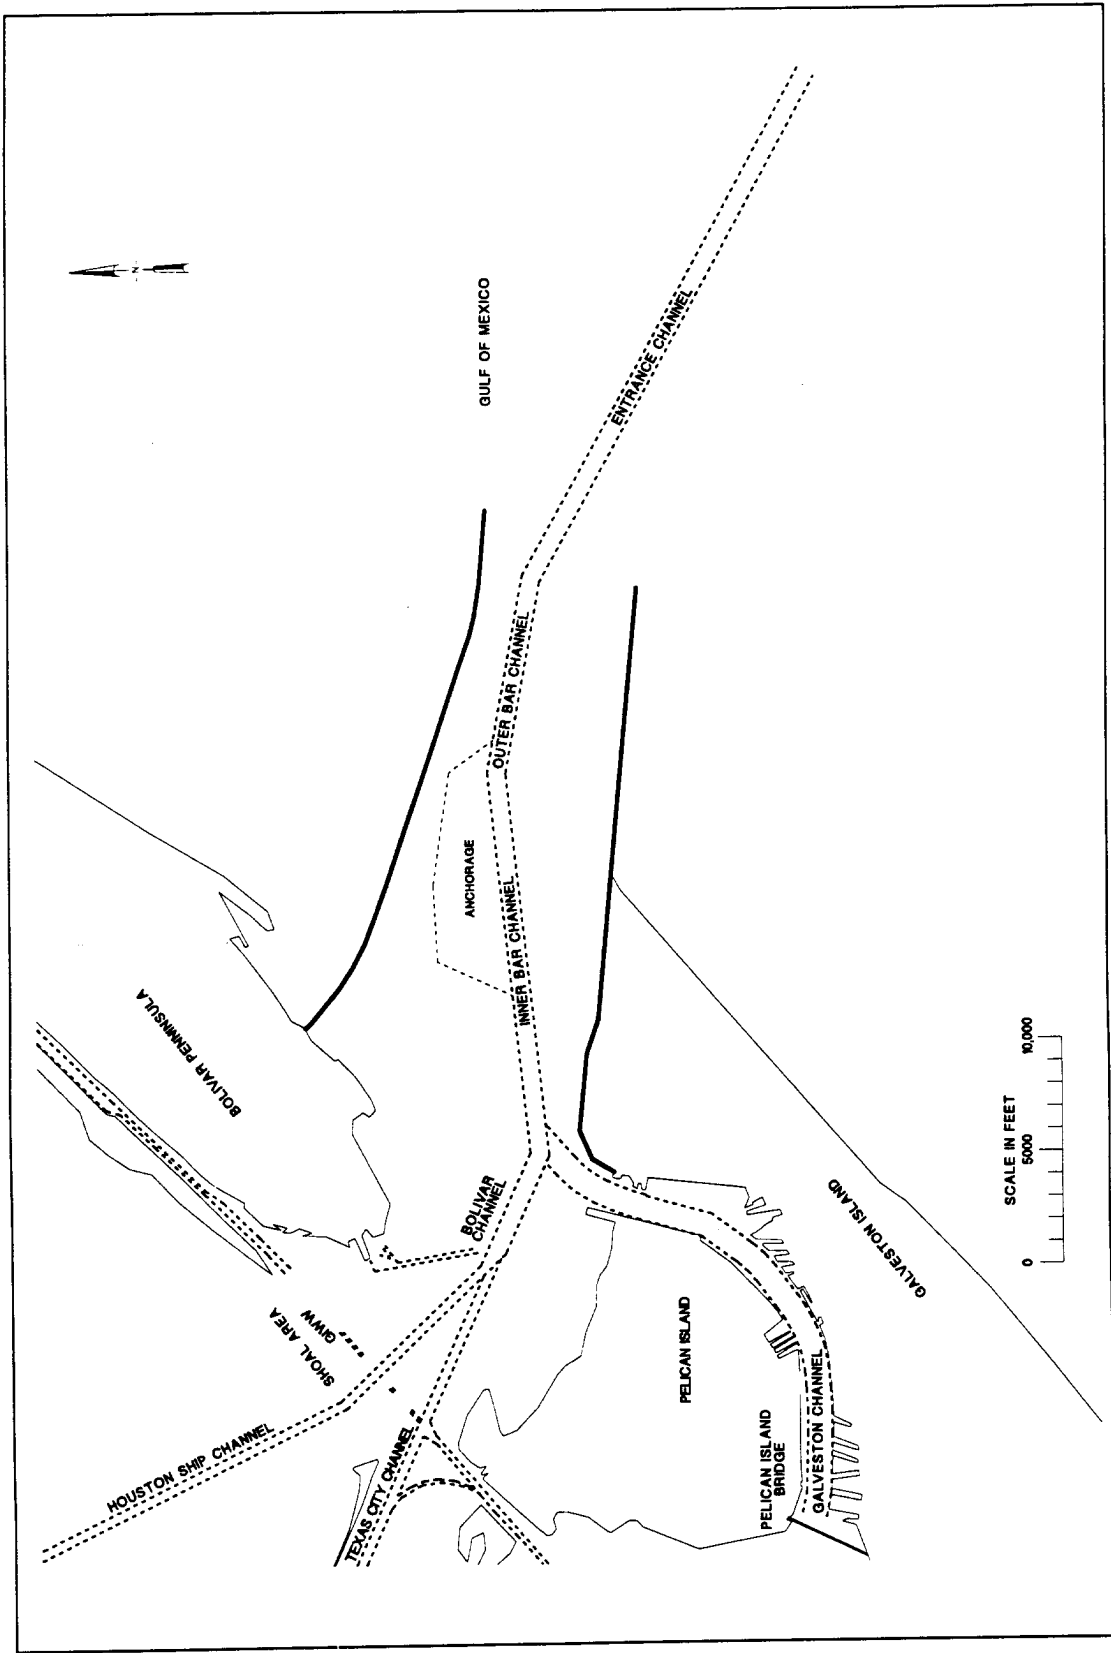 N
HOUSTON SHIP CHANNEL
SHOAL AREA
GIWW
BOLIVAR PENNINSULA
TEXAS CITY CHANNEL
BOLIVAR
CHANNEL
ANCHORAGE
GULF OF MEXICO
INNER BAR CHANNEL
OUTER BAR CHANNEL
ENTRANCE CHANNEL
PELICAN ISLAND
PELICAN ISLAND
BRIDGE
GALVESTON CHANNEL
GALVESTON ISLAND
SCALE IN FEET
0 5000 10,000